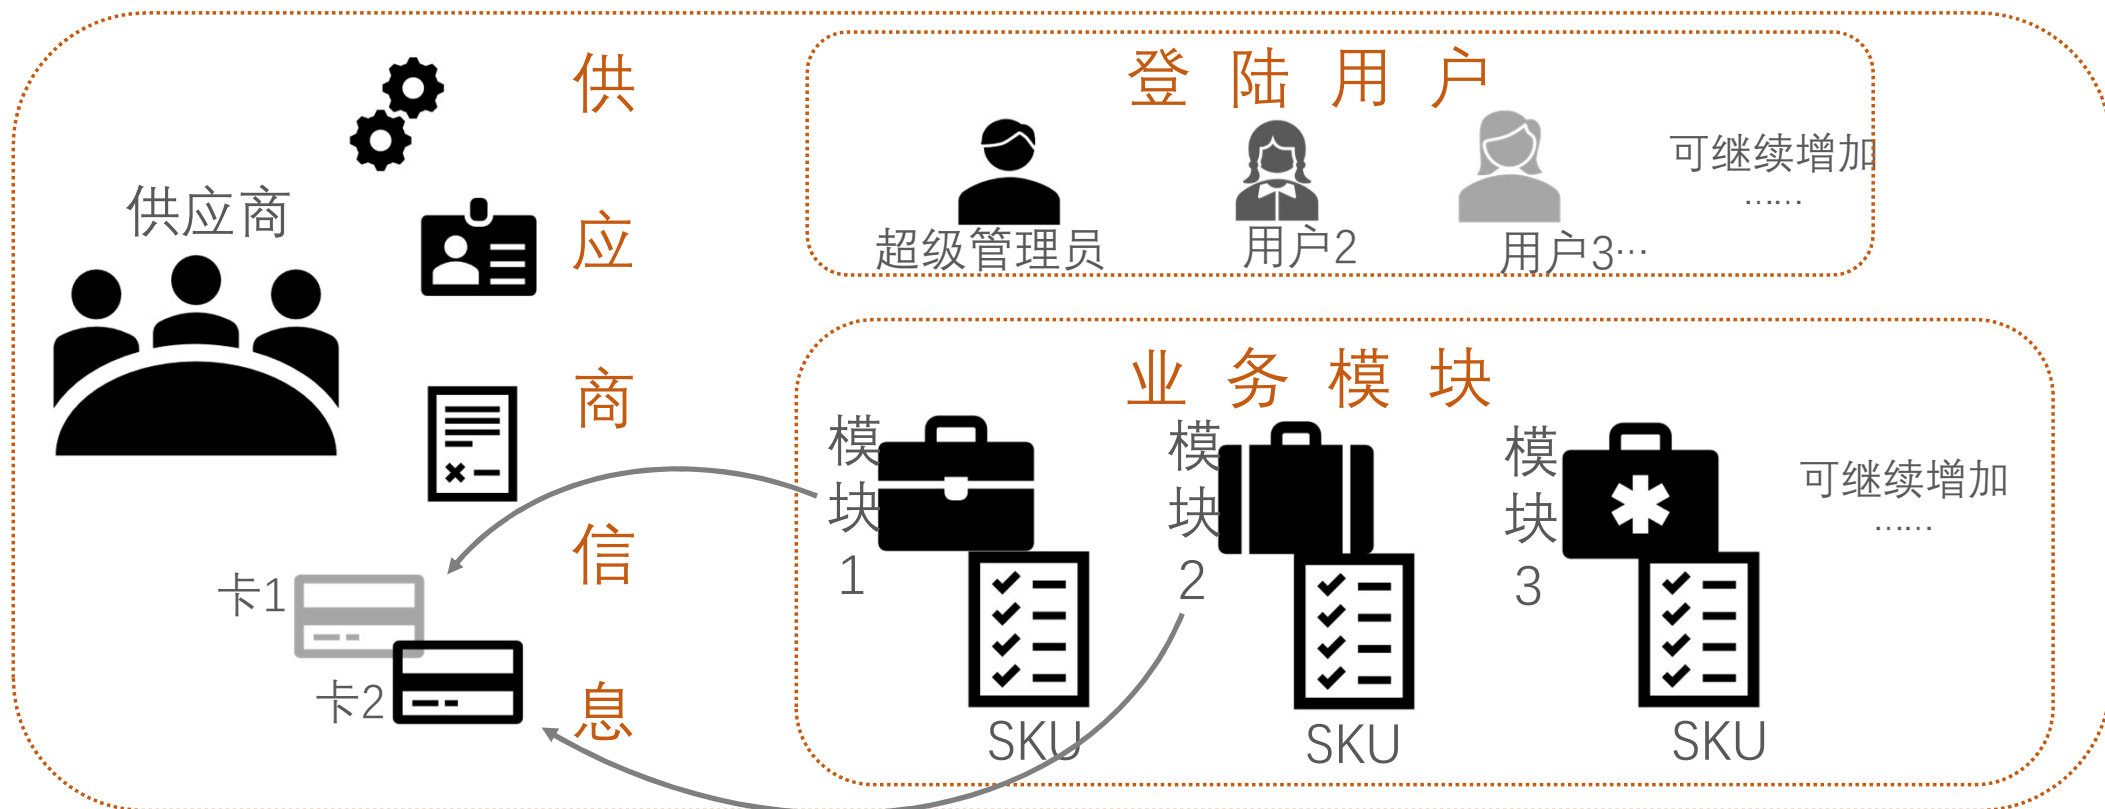 供应商
供应商信息
卡1
卡2
登陆用户
超级管理员
用户2
用户3…
可继续增加
……
业务模块
模块1
SKU
模块2
SKU
模块3
SKU
可继续增加
……